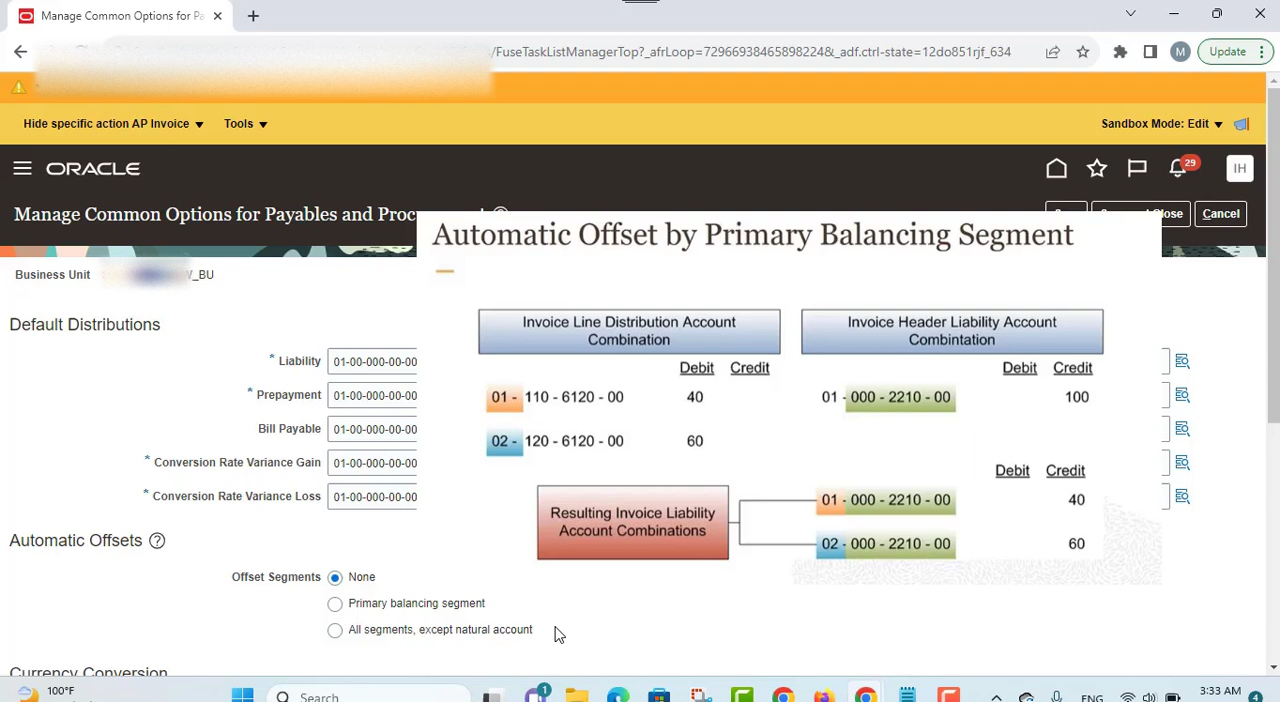 Manage Common Options for Pa
/FuseTaskListManagerTop?_afrLoop=72966938465898224&_adf.ctrl-state=12do851rjf_634
M
Update
Hide specific action AP Invoice
Tools
Sandbox Mode: Edit
ORACLE
29
IH
Manage Common Options for Payables and Proc
Close
Cancel
Automatic Offset by Primary Balancing Segment
Business Unit
W_BU
Default Distributions
Invoice Line Distribution Account
Combination
Invoice Header Liability Account
Combintation
Debit Credit
Debit Credit
* Liability 01-00-000-00-00
* Prepayment 01-00-000-00-00
01 - 110 - 6120 - 00 40
01 - 000 - 2210 - 00 100
Bill Payable 01-00-000-00-00
02 - 120 - 6120 - 00 60
* Conversion Rate Variance Gain 01-00-000-00-00
Debit Credit
* Conversion Rate Variance Loss 01-00-000-00-00
Resulting Invoice Liability
Account Combinations
01 - 000 - 2210 - 00 40
02 - 000 - 2210 - 00 60
Automatic Offsets ?
Offset Segments
None
Primary balancing segment
All segments, except natural account
Currency Conversion
100°F
Search
1
ENG
3:33 AM
4